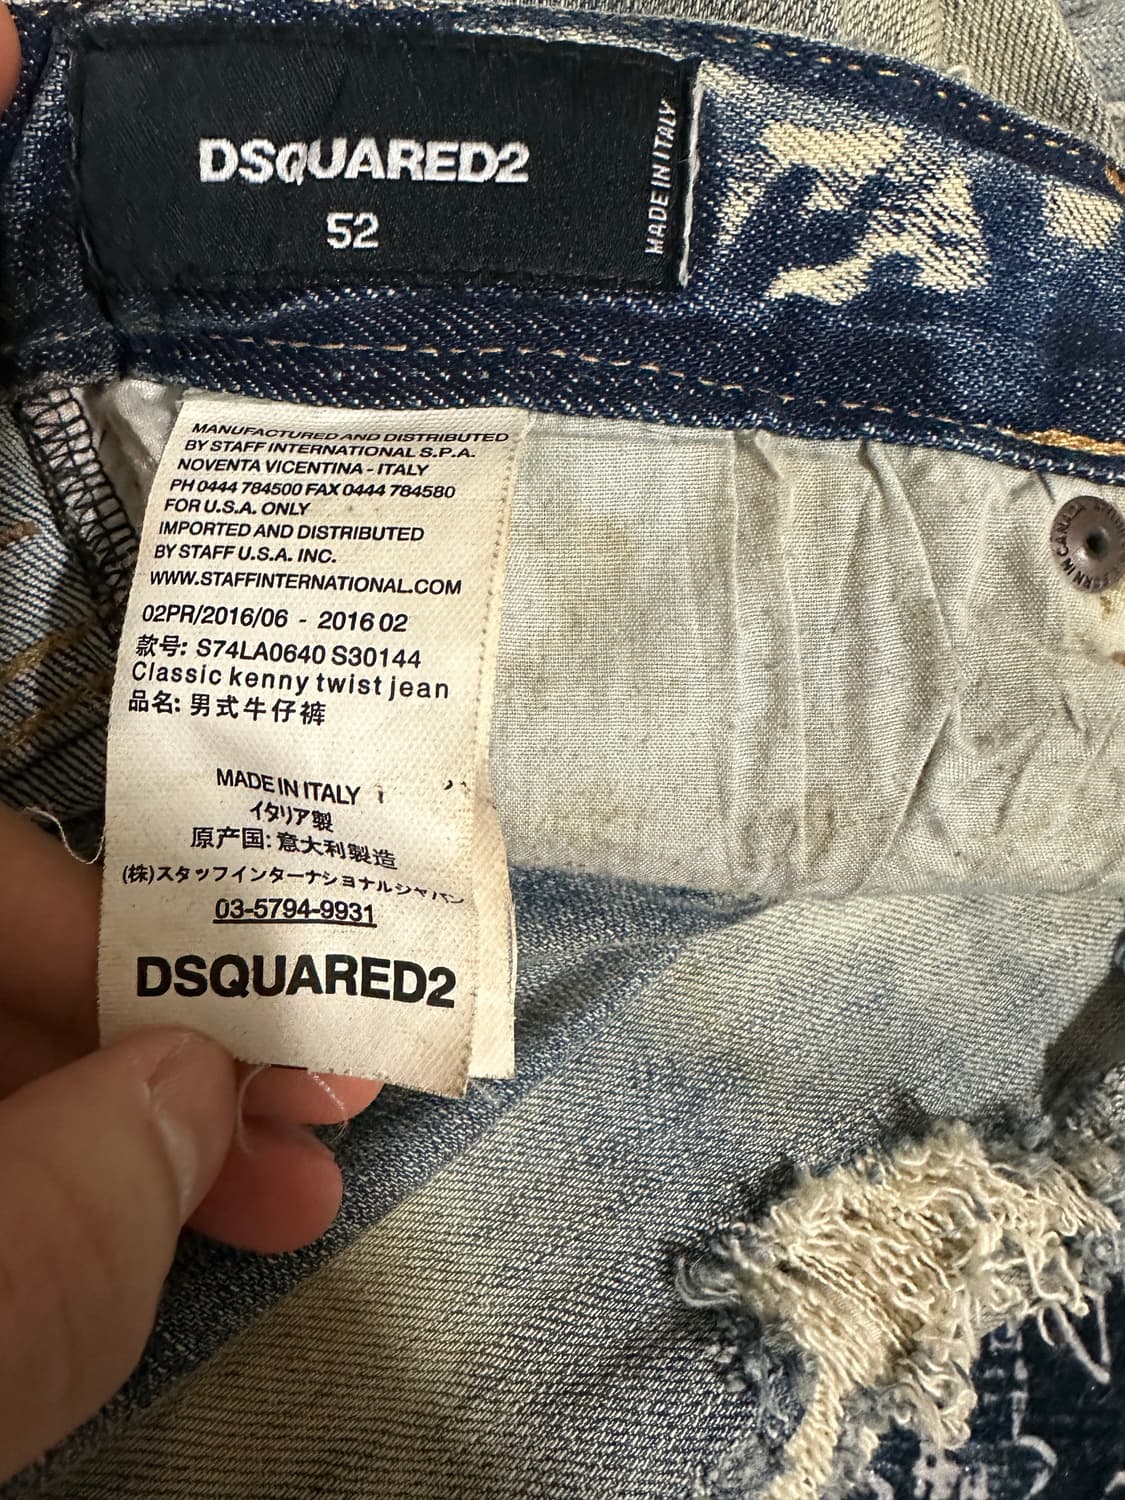 DSQUARED2
52
MADE IN ITALY
MANUFACTURED AND DISTRIBUTED
BY STAFF INTERNATIONAL S.P.A.
NOVENTA VICENTINA - ITALY
PH 0444 784500 FAX 0444 784580
FOR U.S.A. ONLY
IMPORTED AND DISTRIBUTED
BY STAFF U.S.A. INC.
WWW.STAFFINTERNATIONAL.COM
02PR/2016/06 - 2016 02
款号: S74LA0640 S30144
Classic kenny twist jean
品名: 男式牛仔裤
MADE IN ITALY
イタリア製
原产国: 意大利製造
(株)スタッフインターナショナルジャパン
03-5794-9931
DSQUARED2
BORN IN CANADA